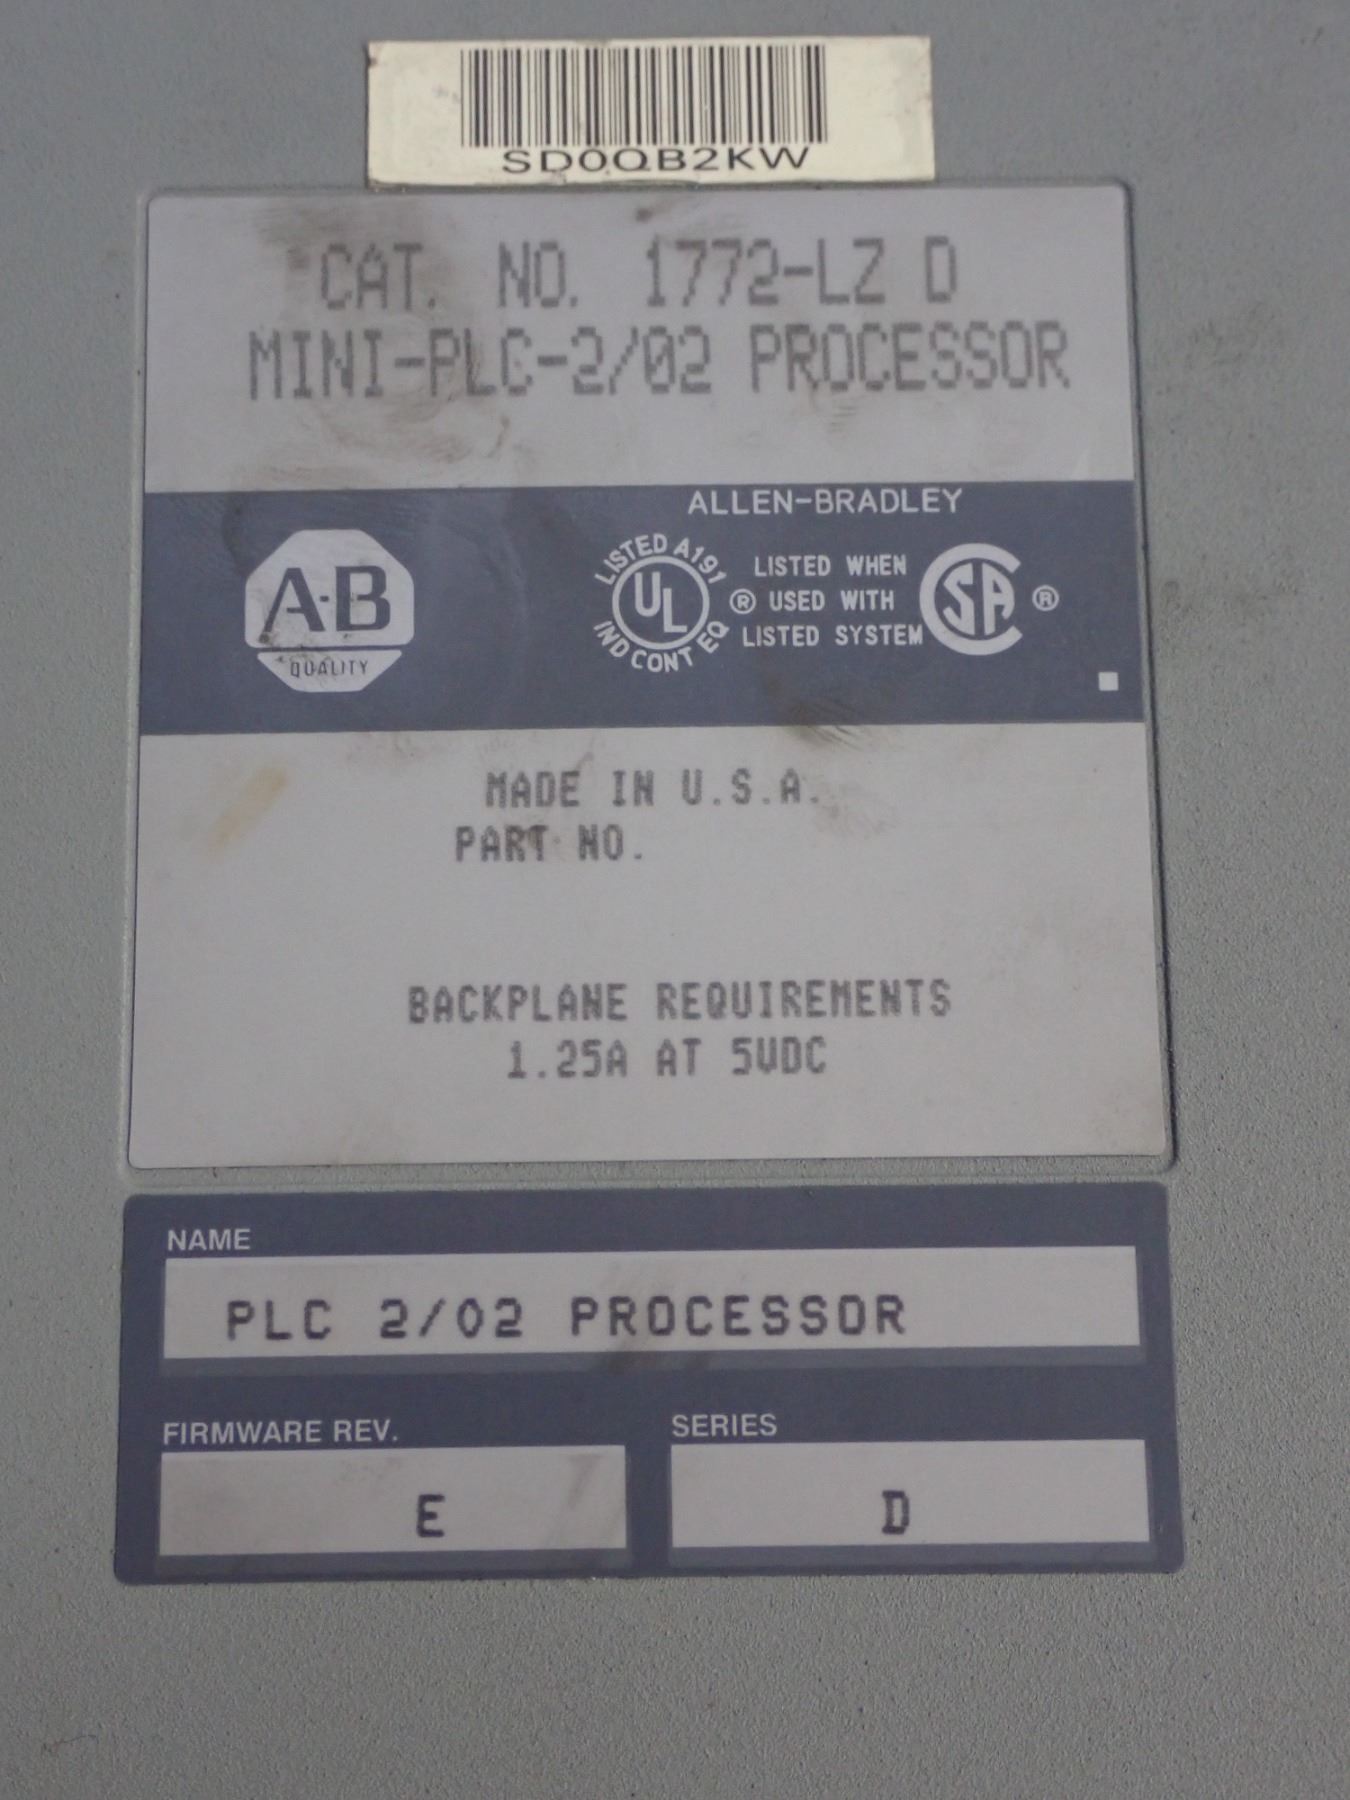 SD0QB2KW
CAT. NO. 1772-LZ D
MINI-PLC-2/02 PROCESSOR
ALLEN-BRADLEY
A-B
QUALITY
LISTED A191
UL
IND CONT EQ
®
LISTED WHEN
USED WITH
LISTED SYSTEM
SA
®
MADE IN U.S.A.
PART NO.
BACKPLANE REQUIREMENTS
1.25A AT 5VDC
NAME
PLC 2/02 PROCESSOR
FIRMWARE REV.
E
SERIES
D